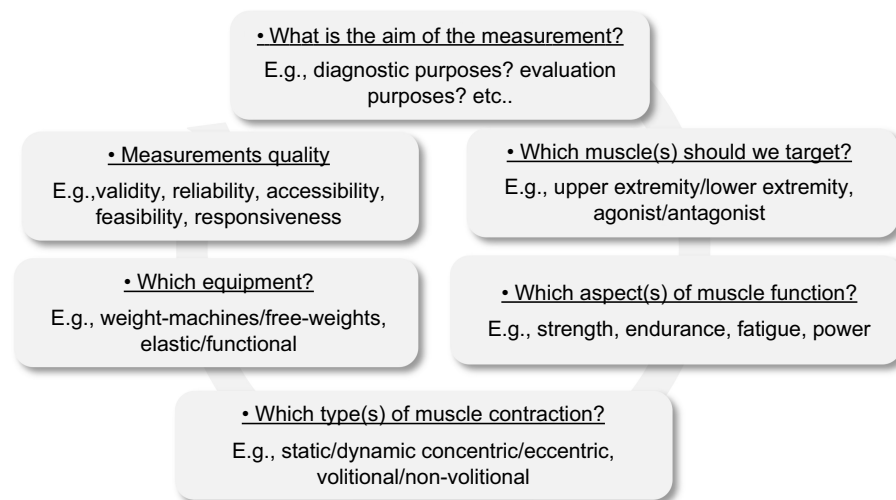 • What is the aim of the measurement?
E.g., diagnostic purposes? evaluation
purposes? etc..
• Which muscle(s) should we target?
E.g., upper extremity/lower extremity,
agonist/antagonist
• Which aspect(s) of muscle function?
E.g., strength, endurance, fatigue, power
• Which type(s) of muscle contraction?
E.g., static/dynamic concentric/eccentric,
volitional/non-volitional
• Which equipment?
E.g., weight-machines/free-weights,
elastic/functional
• Measurements quality
E.g.,validity, reliability, accessibility,
feasibility, responsiveness